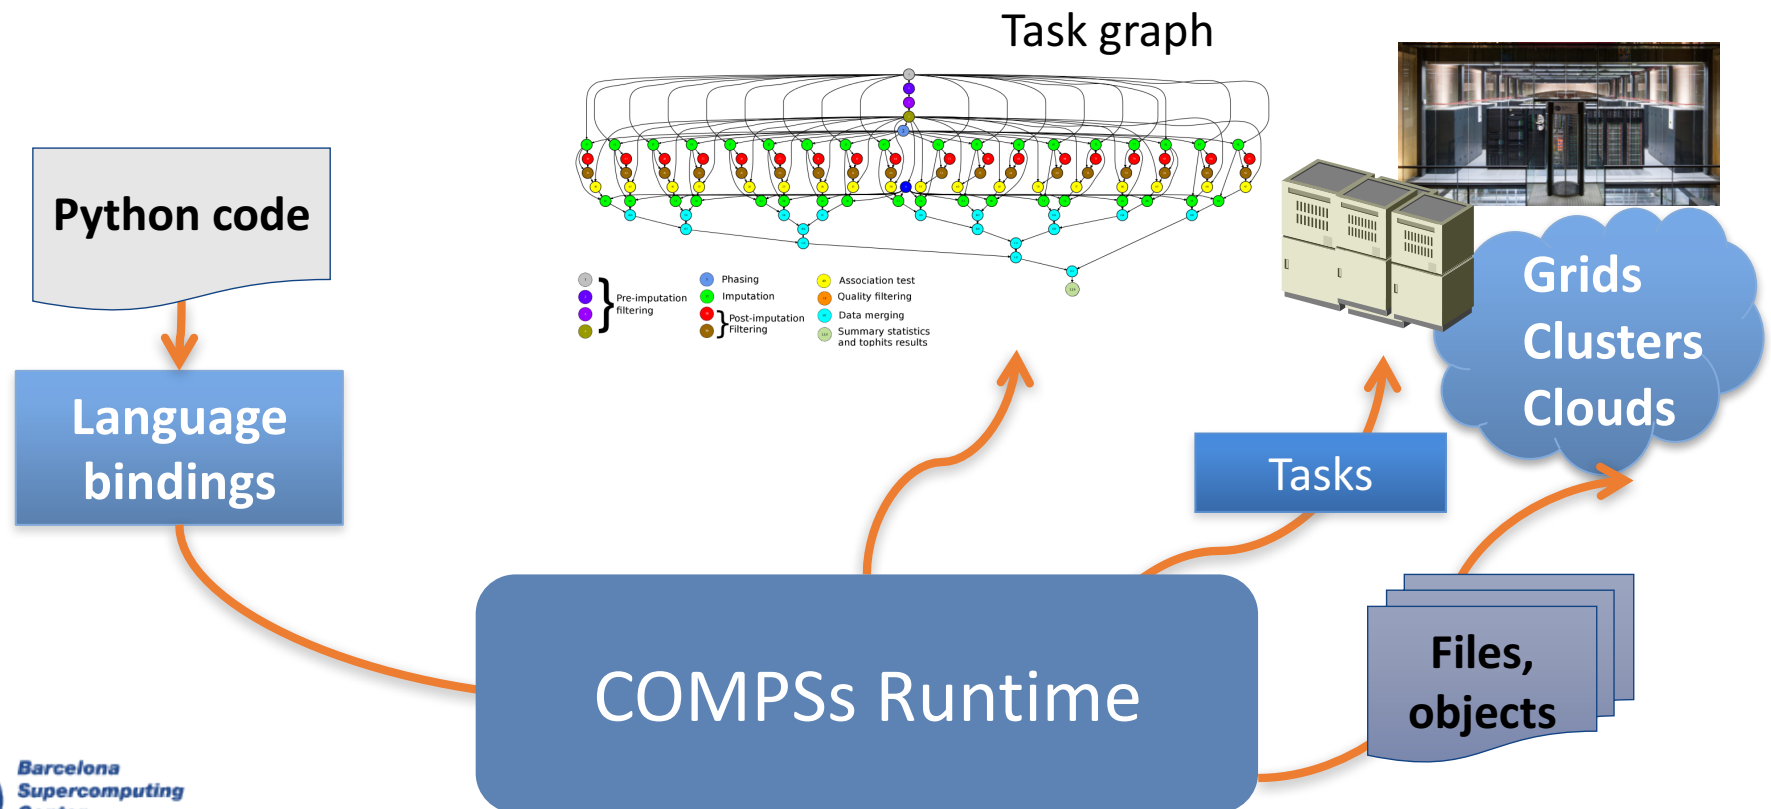 Task graph
Python code
Pre-imputation
filtering
Phasing
Imputation
Post-imputation
Filtering
Association test
Quality filtering
Data merging
Summary statistics
and tophits results
Grids
Clusters
Clouds
Language
bindings
Tasks
COMPSs Runtime
Files,
objects
Barcelona
Supercomputing